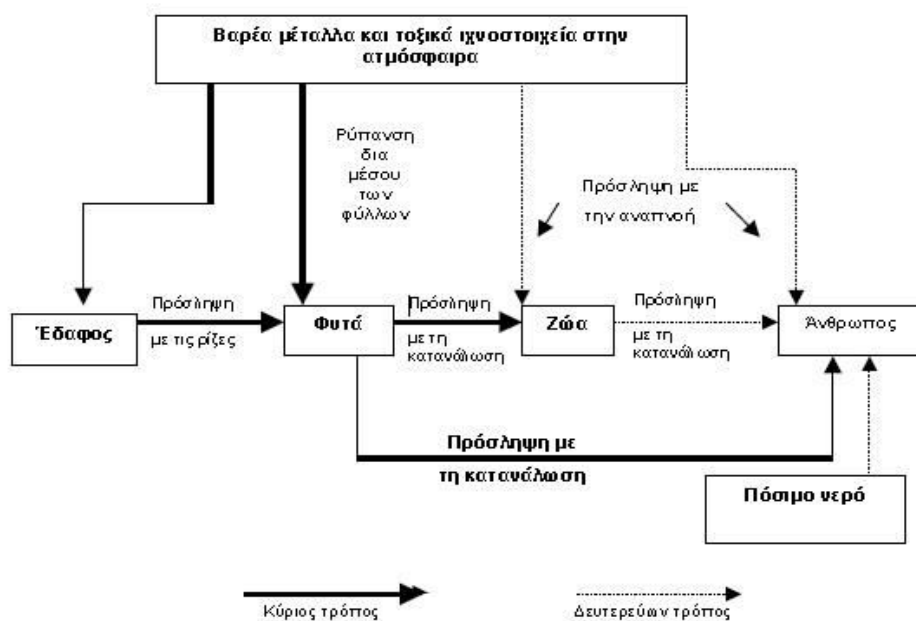 Βαρέα μέταλλα και τοξικά ιχνοστοιχεία στην
ατμόσφαιρα
Ρύπανση
δια
μέσου
των
φύλλων
Πρόσληψη με
την αναπνοή
Έδαφος
Πρόσληψη
με τις ρίζες
Φυτά
Πρόσληψη
με τη
κατανάλωση
Ζώα
Πρόσληψη
με τη
κατανάλωση
Άνθρωπος
Πρόσληψη με
τη κατανάλωση
Πόσιμο νερό
Κύριος τρόπος
Δευτερεύων τρόπος